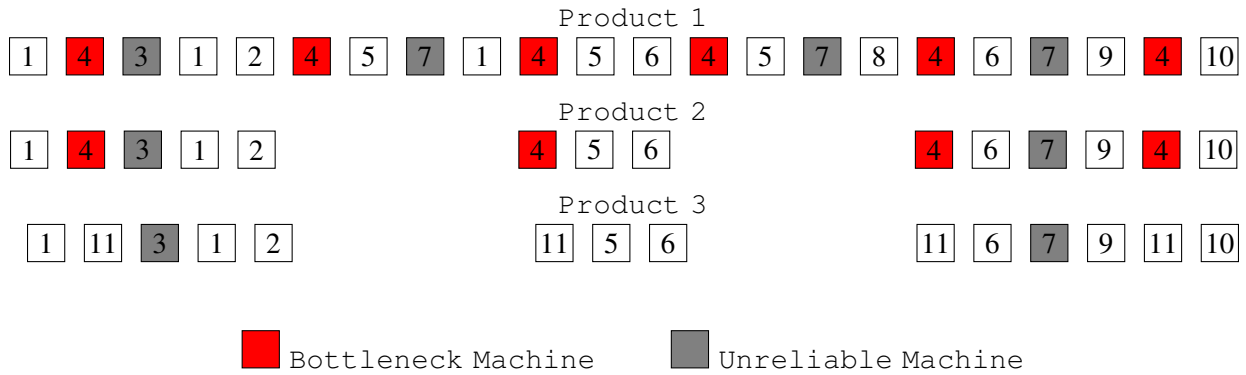 Product 1
1 4 3 1 2 4 5 7 1 4 5 6 4 5 7 8 4 6 7 9 4 10
Product 2
1 4 3 1 2 4 5 6 4 6 7 9 4 10
Product 3
1 11 3 1 2 11 5 6 11 6 7 9 11 10
Bottleneck Machine Unreliable Machine